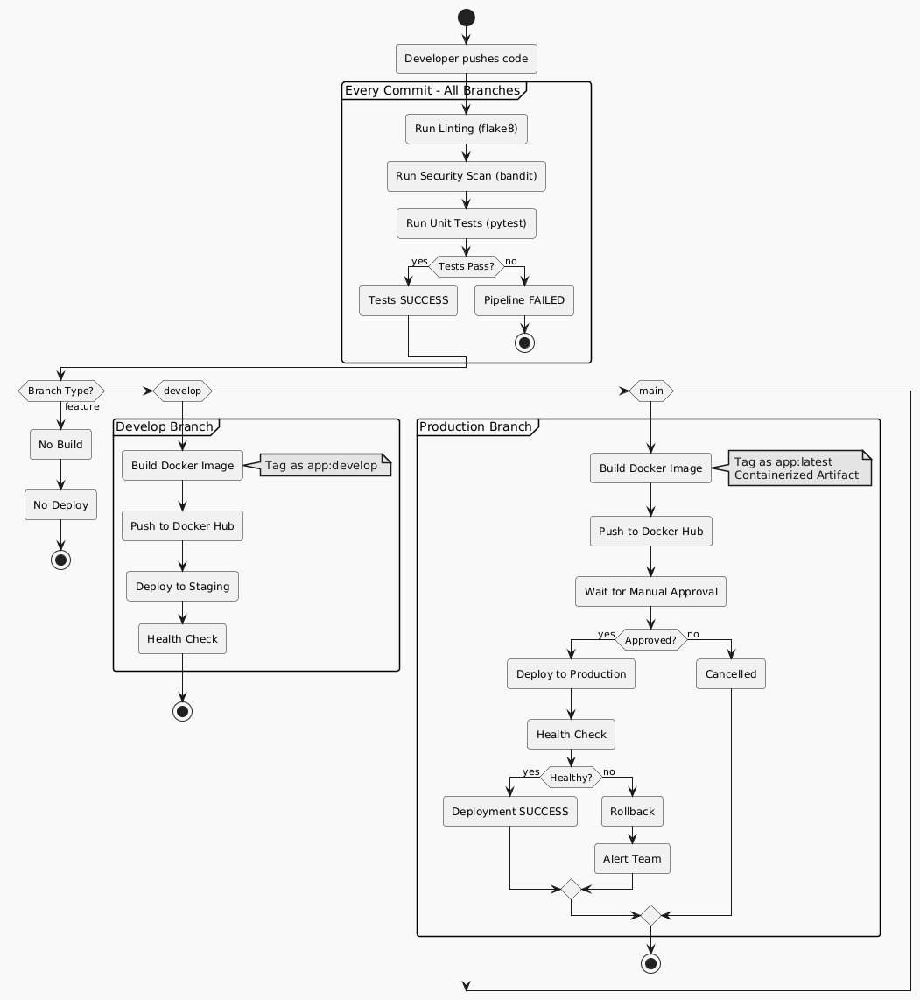 Developer pushes code
Every Commit - All Branches
Run Linting (flake8)
Run Security Scan (bandit)
Run Unit Tests (pytest)
yes
Tests Pass?
no
Tests SUCCESS
Pipeline FAILED
Branch Type?
feature
No Build
No Deploy
develop
Develop Branch
Build Docker Image
Tag as app:develop
Push to Docker Hub
Deploy to Staging
Health Check
main
Production Branch
Build Docker Image
Tag as app:latest
Containerized Artifact
Push to Docker Hub
Wait for Manual Approval
yes
Approved?
no
Deploy to Production
Cancelled
Health Check
yes
Healthy?
no
Deployment SUCCESS
Rollback
Alert Team